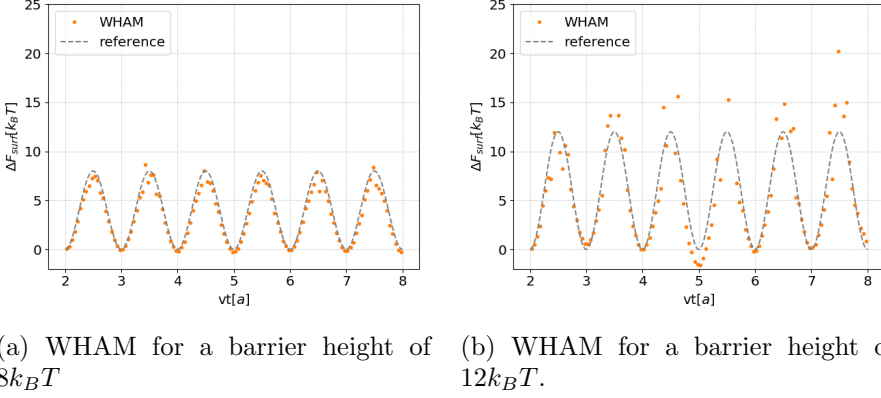 25
20
15
10
5
0
ΔF_surf[k_BT]
WHAM
reference
2 3 4 5 6 7 8
vt[a]
25
20
15
10
5
0
ΔF_surf[k_BT]
WHAM
reference
2 3 4 5 6 7 8
vt[a]
a) WHAM for a barrier height of
8k_BT
(b) WHAM for a barrier height o
12k_BT.